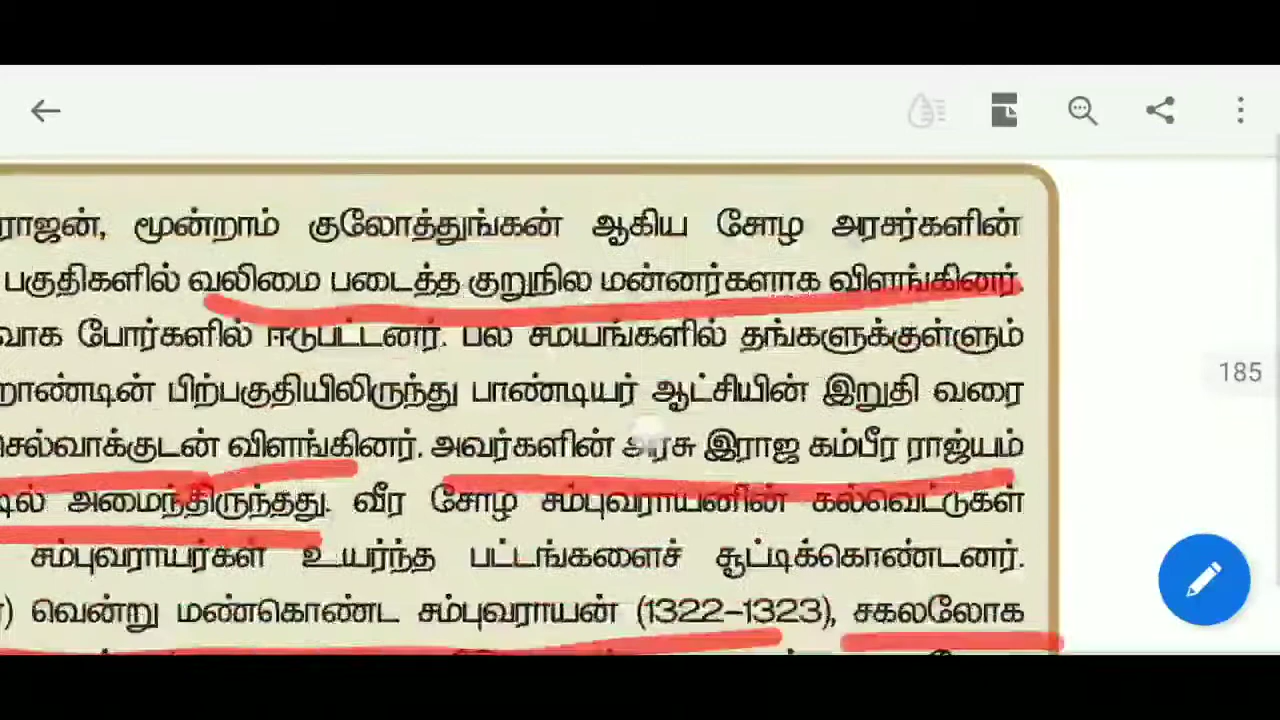 ராஜன், மூன்றாம் குலோத்துங்கன் ஆகிய சோழ அரசர்களின்
பகுதிகளில் வலிமை படைத்த குறுநில மன்னர்களாக விளங்கினர்.
வாக போர்களில் ஈடுபட்டனர். பல சமயங்களில் தங்களுக்குள்ளும்
றாண்டின் பிற்பகுதியிலிருந்து பாண்டியர் ஆட்சியின் இறுதி வரை
செல்வாக்குடன் விளங்கினர். அவர்களின் அரசு இராஜ கம்பீர ராஜ்யம்
185
டில் அமைந்திருந்தது. வீர சோழ சம்புவராயனின் கல்வெட்டுகள்
சம்புவராயர்கள் உயர்ந்த பட்டங்களைச் சூட்டிக்கொண்டனர்.
) வென்று மண்கொண்ட சம்புவராயன் (1322–1323), சகலலோக